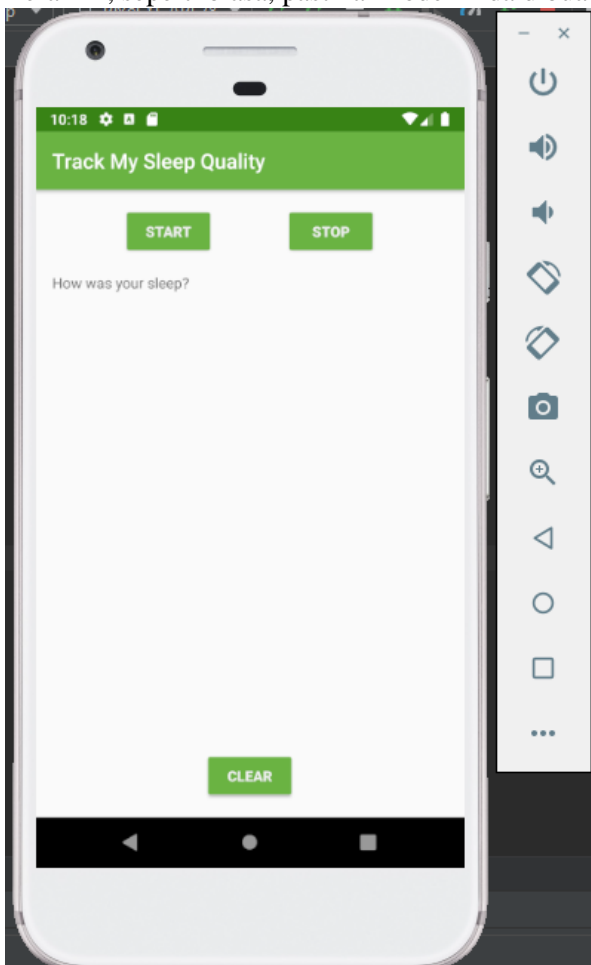 10:18
Track My Sleep Quality
START STOP
How was your sleep?
CLEAR